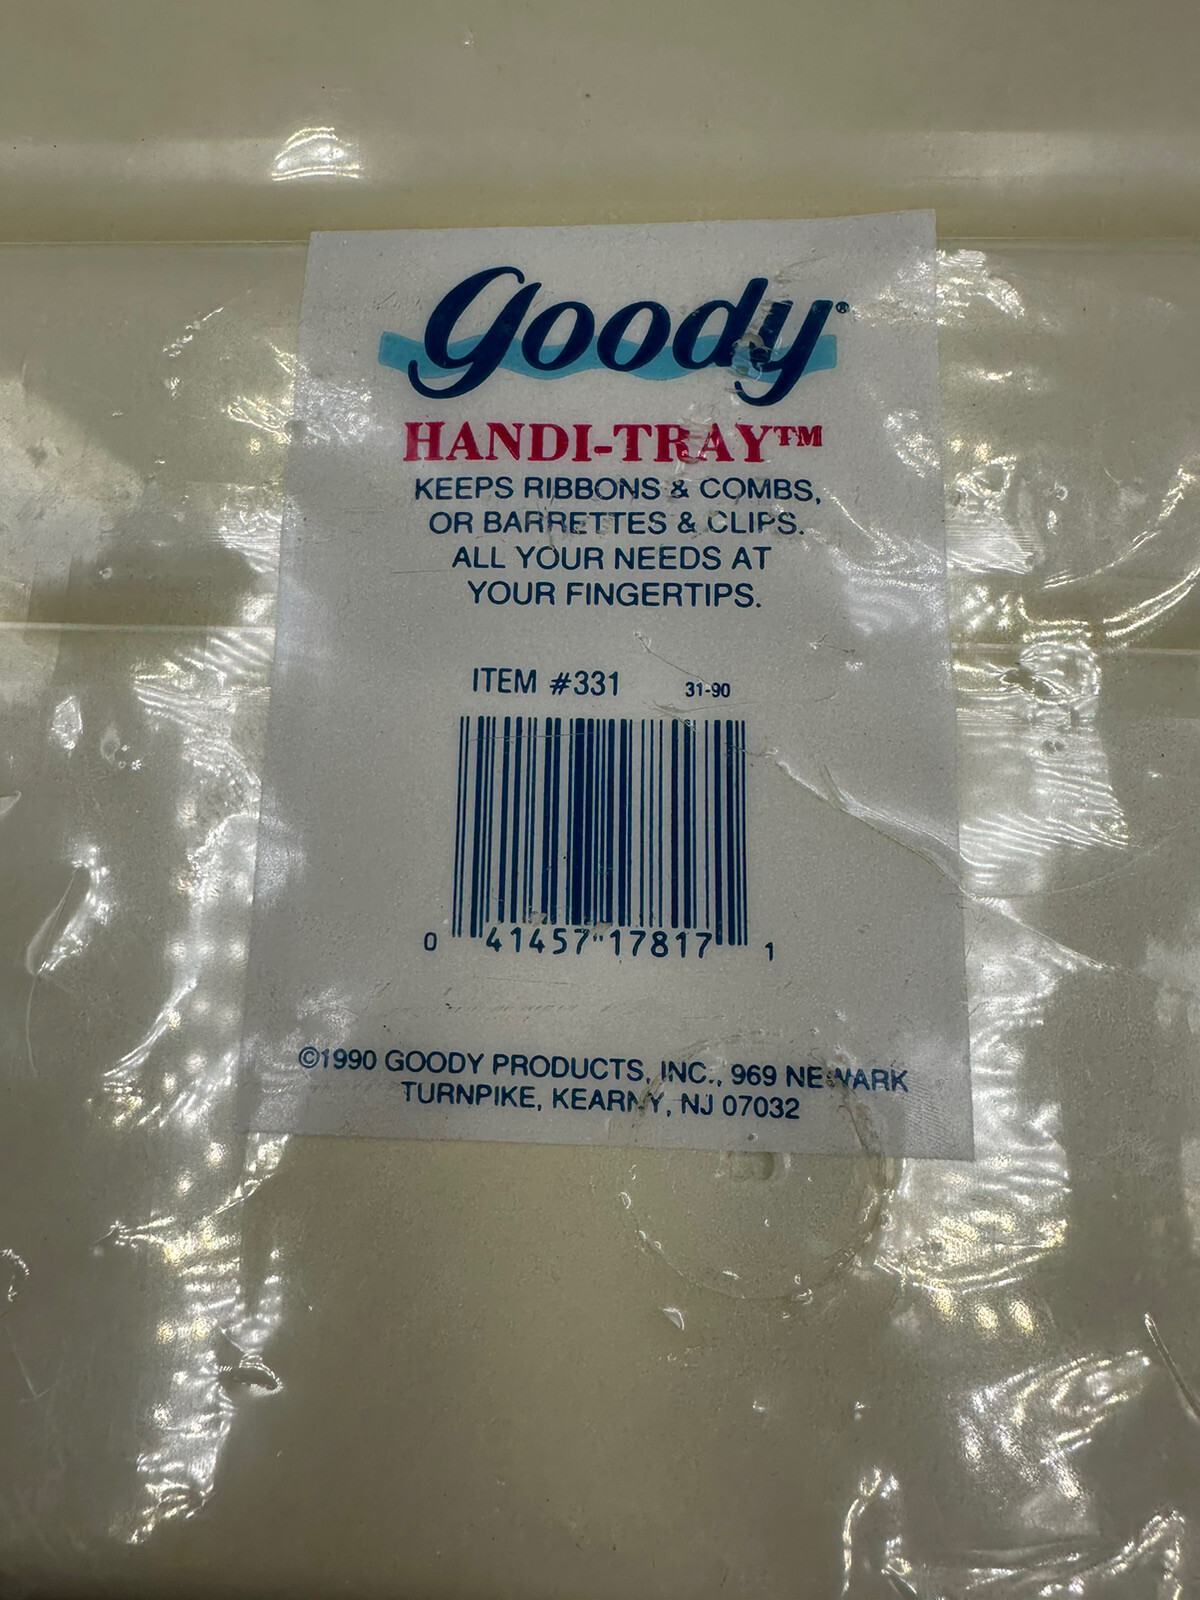 goody®
HANDI-TRAY™
KEEPS RIBBONS & COMBS,
OR BARRETTES & CLIPS.
ALL YOUR NEEDS AT
YOUR FINGERTIPS.
ITEM #331 31-90
0 41457 17817 1
©1990 GOODY PRODUCTS, INC., 969 NEWARK
TURNPIKE, KEARNY, NJ 07032